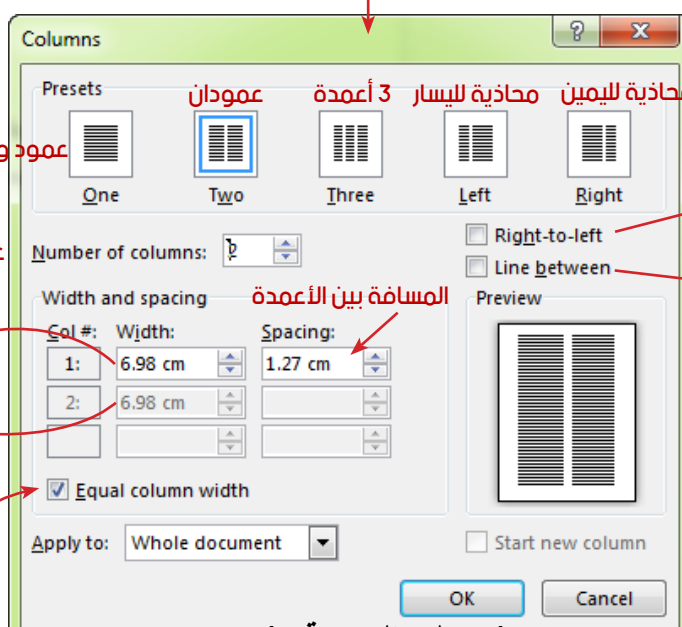 Columns
Presets
عمودان
3 أعمدة
محاذية لليسار
محاذية لليمين
عمود
One
Two
Three
Left
Right
Number of columns: 2
Right-to-left
Line between
Width and spacing
المسافة بين الأعمدة
Preview
Col #: Width: Spacing:
1: 6.98 cm 1.27 cm
2: 6.98 cm
Equal column width
Apply to: Whole document
Start new column
OK
Cancel